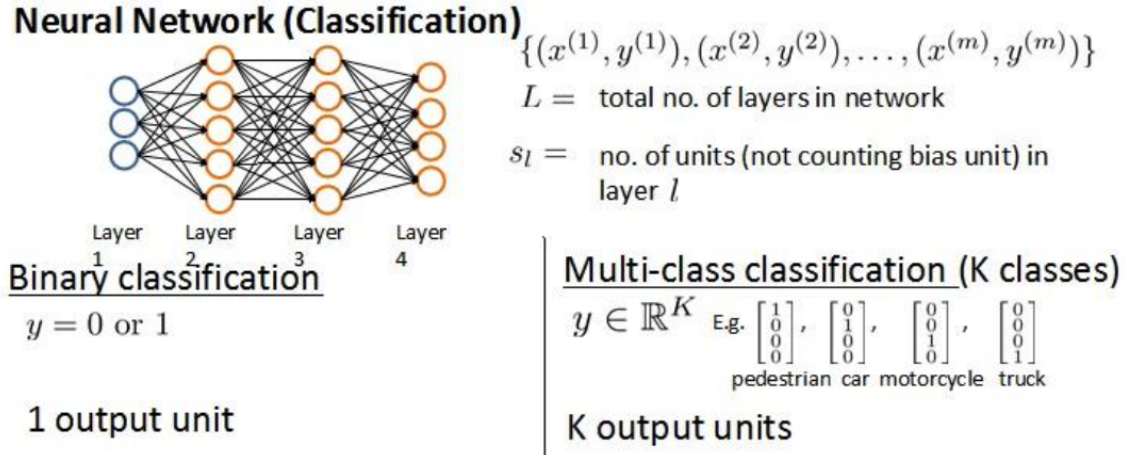 Neural Network (Classification)
{(x^{(1)}, y^{(1)}), (x^{(2)}, y^{(2)}), . . . , (x^{(m)}, y^{(m)})}
L = total no. of layers in network
s_l = no. of units (not counting bias unit) in
layer l
Layer 1 Layer 2 Layer 3 Layer 4
Binary classification
y = 0 or 1
1 output unit
Multi-class classification (K classes)
y ∈ ℝ^K E.g. [1 0 0 0], [0 1 0 0], [0 0 1 0], [0 0 0 1]
pedestrian car motorcycle truck
K output units